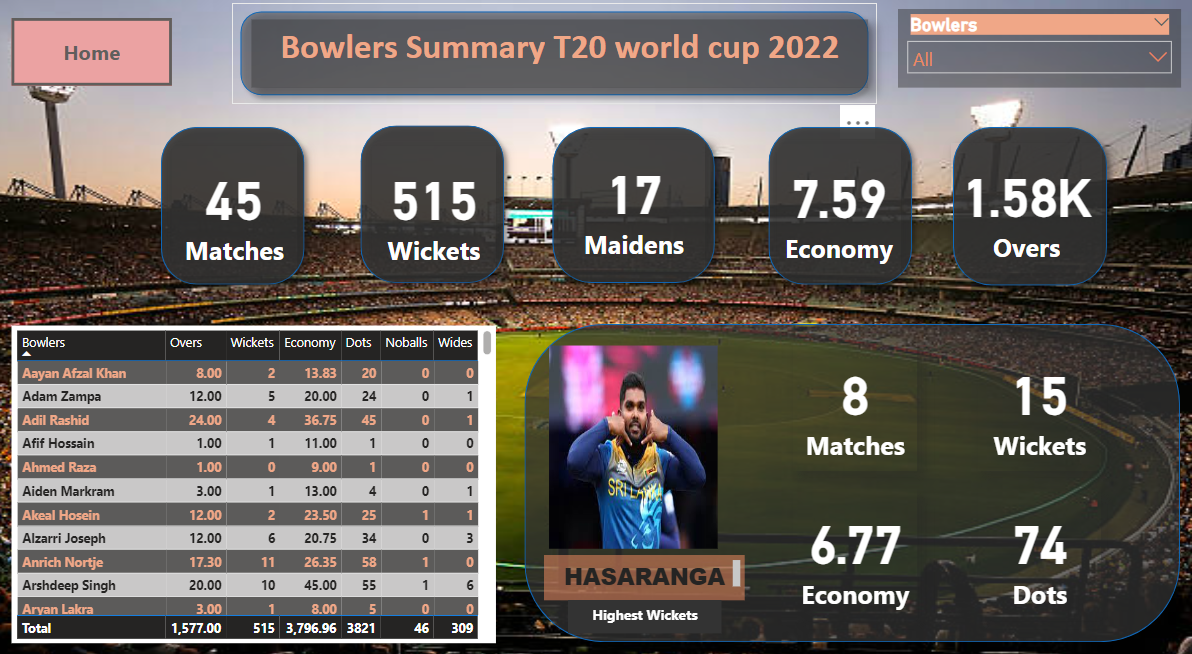 Home
Bowlers Summary T20 world cup 2022
Bowlers
All
...
45
Matches
515
Wickets
17
Maidens
7.59
Economy
1.58K
Overs
Bowlers Overs Wickets Economy Dots Noballs Wides
Aayan Afzal Khan 8.00 2 13.83 20 0 0
Adam Zampa 12.00 5 20.00 24 0 1
Adil Rashid 24.00 4 36.75 45 0 1
Afif Hossain 1.00 1 11.00 1 0 0
Ahmed Raza 1.00 0 9.00 1 0 0
Aiden Markram 3.00 1 13.00 4 0 1
Akeal Hosein 12.00 2 23.50 25 1 1
Alzarri Joseph 12.00 6 20.75 34 0 3
Anrich Nortje 17.30 11 26.35 58 1 0
Arshdeep Singh 20.00 10 45.00 55 1 6
Aryan Lakra 3.00 1 8.00 5 0 0
Total 1,577.00 515 3,796.96 3821 46 309
SRI LANKA
HASARANGA
Highest Wickets
8
Matches
15
Wickets
6.77
Economy
74
Dots